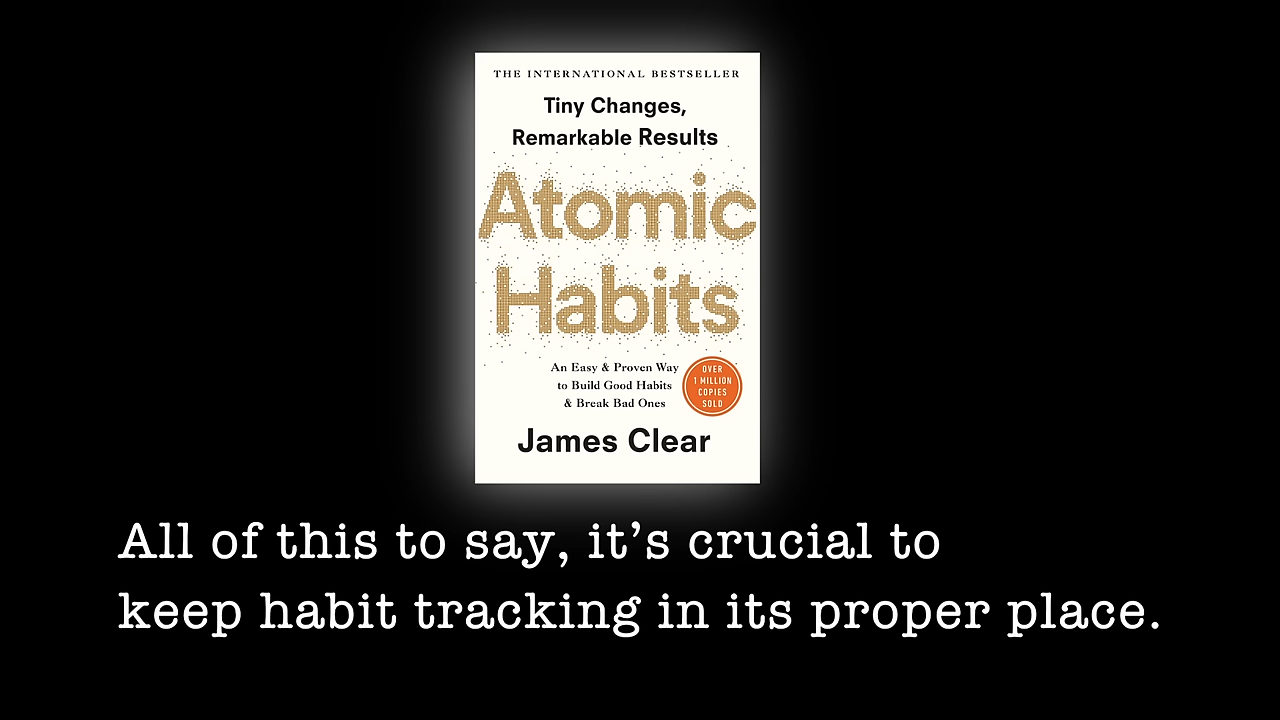 THE INTERNATIONAL BESTSELLER
Tiny Changes,
Remarkable Results
Atomic
Habits
An Easy & Proven Way
to Build Good Habits
& Break Bad Ones
OVER
1 MILLION
COPIES
SOLD
James Clear
All of this to say, it’s crucial to
keep habit tracking in its proper place.